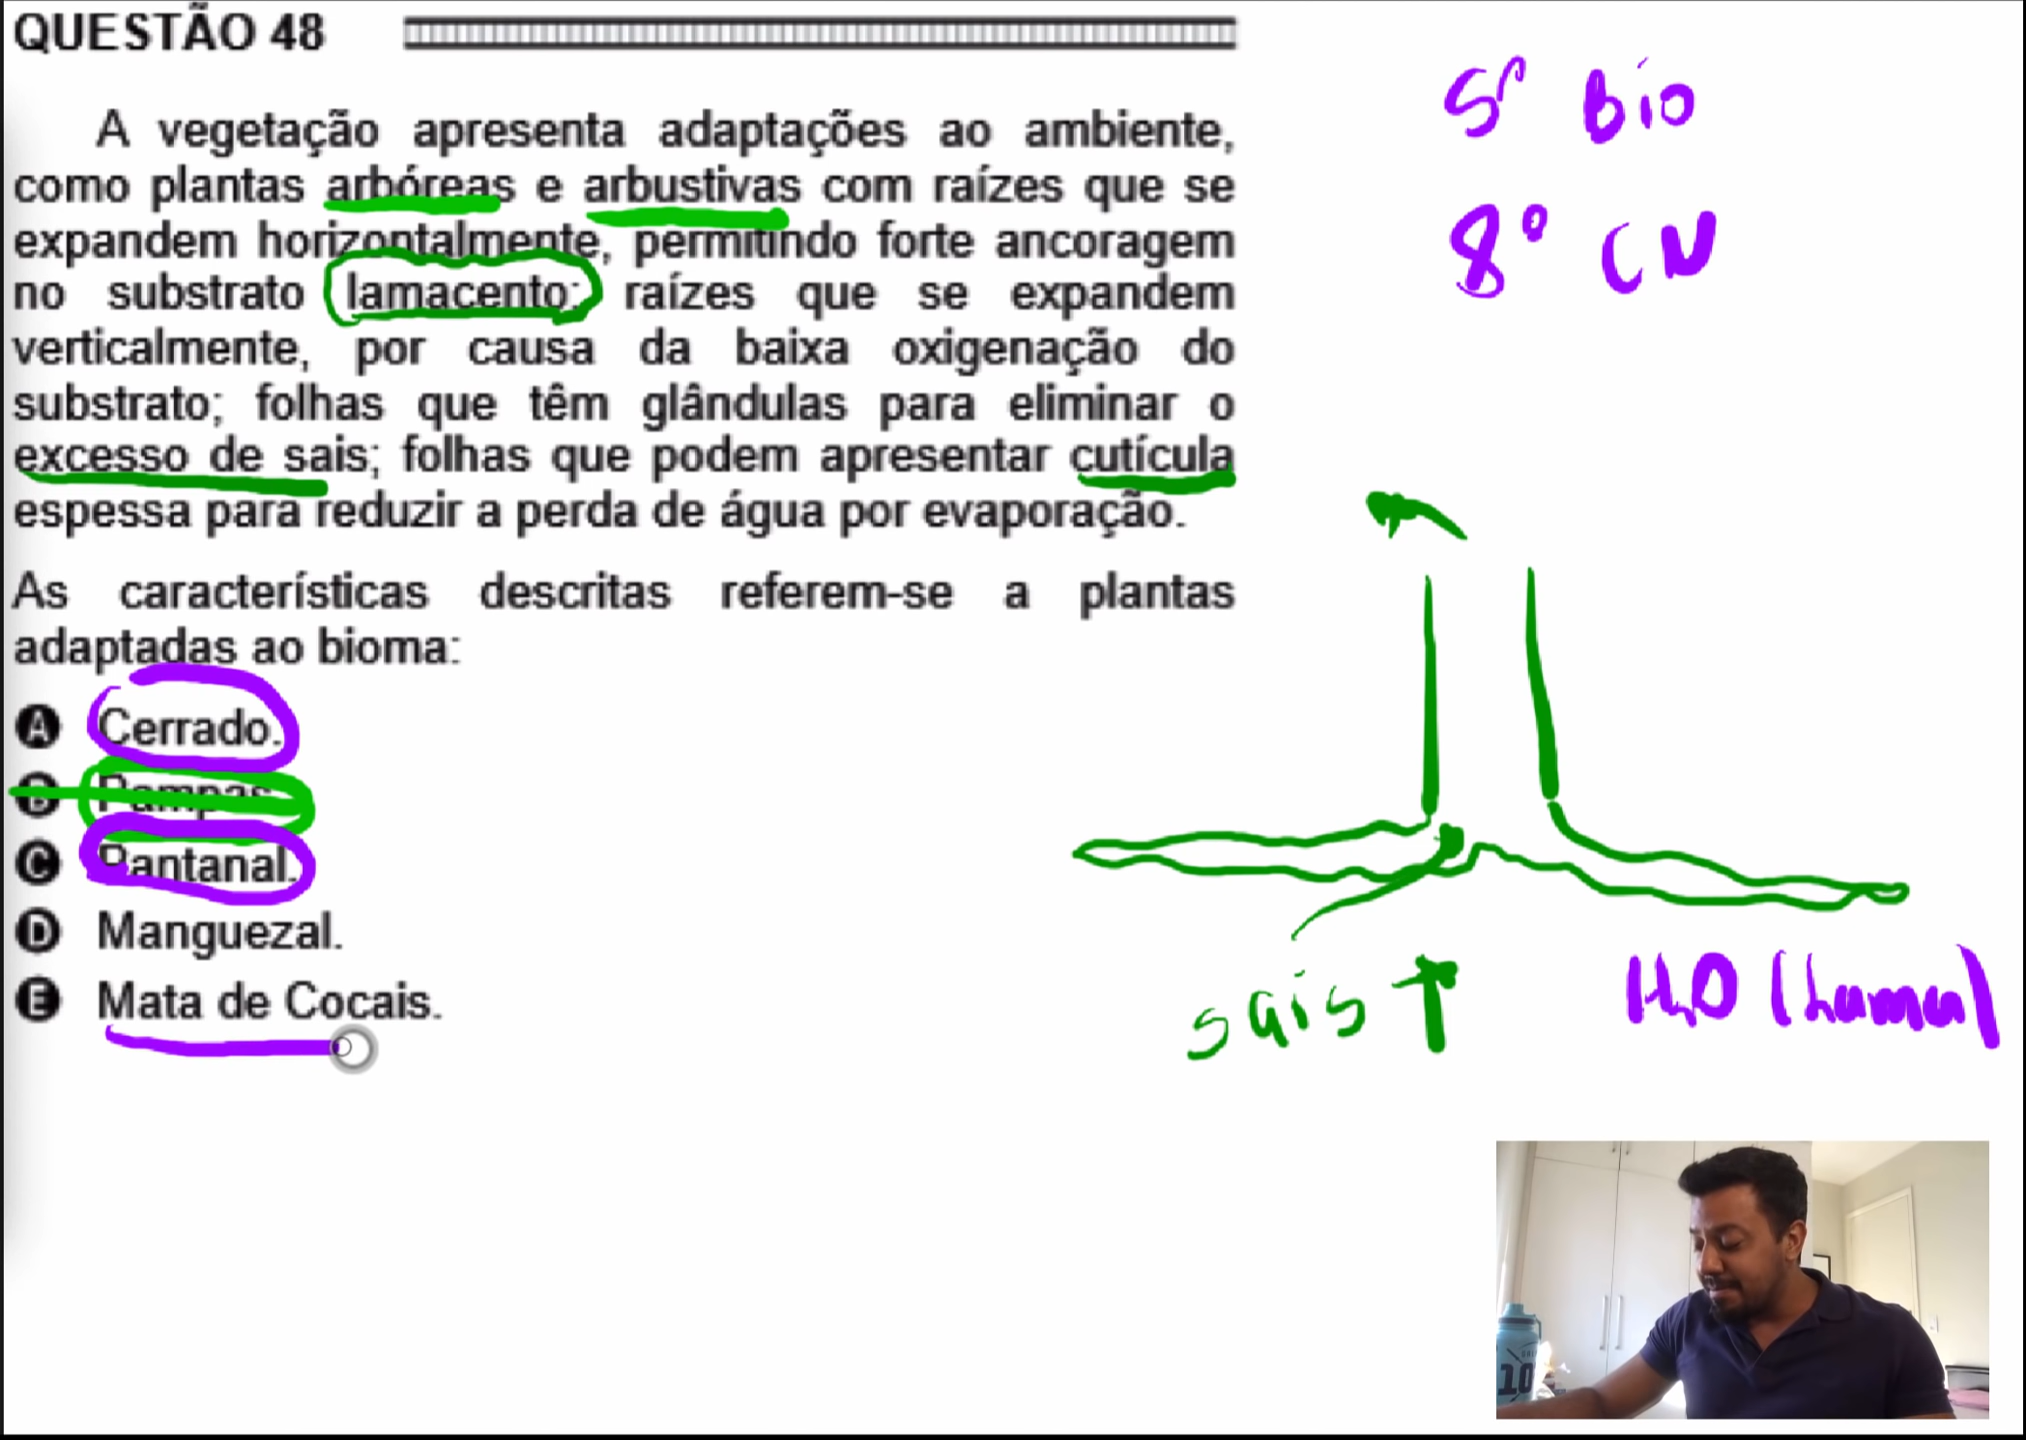 QUESTÃO 48
A vegetação apresenta adaptações ao ambiente,
como plantas arbóreas e arbustivas com raízes que se
expandem horizontalmente, permitindo forte ancoragem
no substrato lamacento; raízes que se expandem
verticalmente, por causa da baixa oxigenação do
substrato; folhas que têm glândulas para eliminar o
excesso de sais; folhas que podem apresentar cutícula
espessa para reduzir a perda de água por evaporação.
As características descritas referem-se a plantas
adaptadas ao bioma:
A Cerrado.
B Pampas.
C Pantanal.
D Manguezal.
E Mata de Cocais.
Bio
8º CN
sais
H2O (Lama)
10